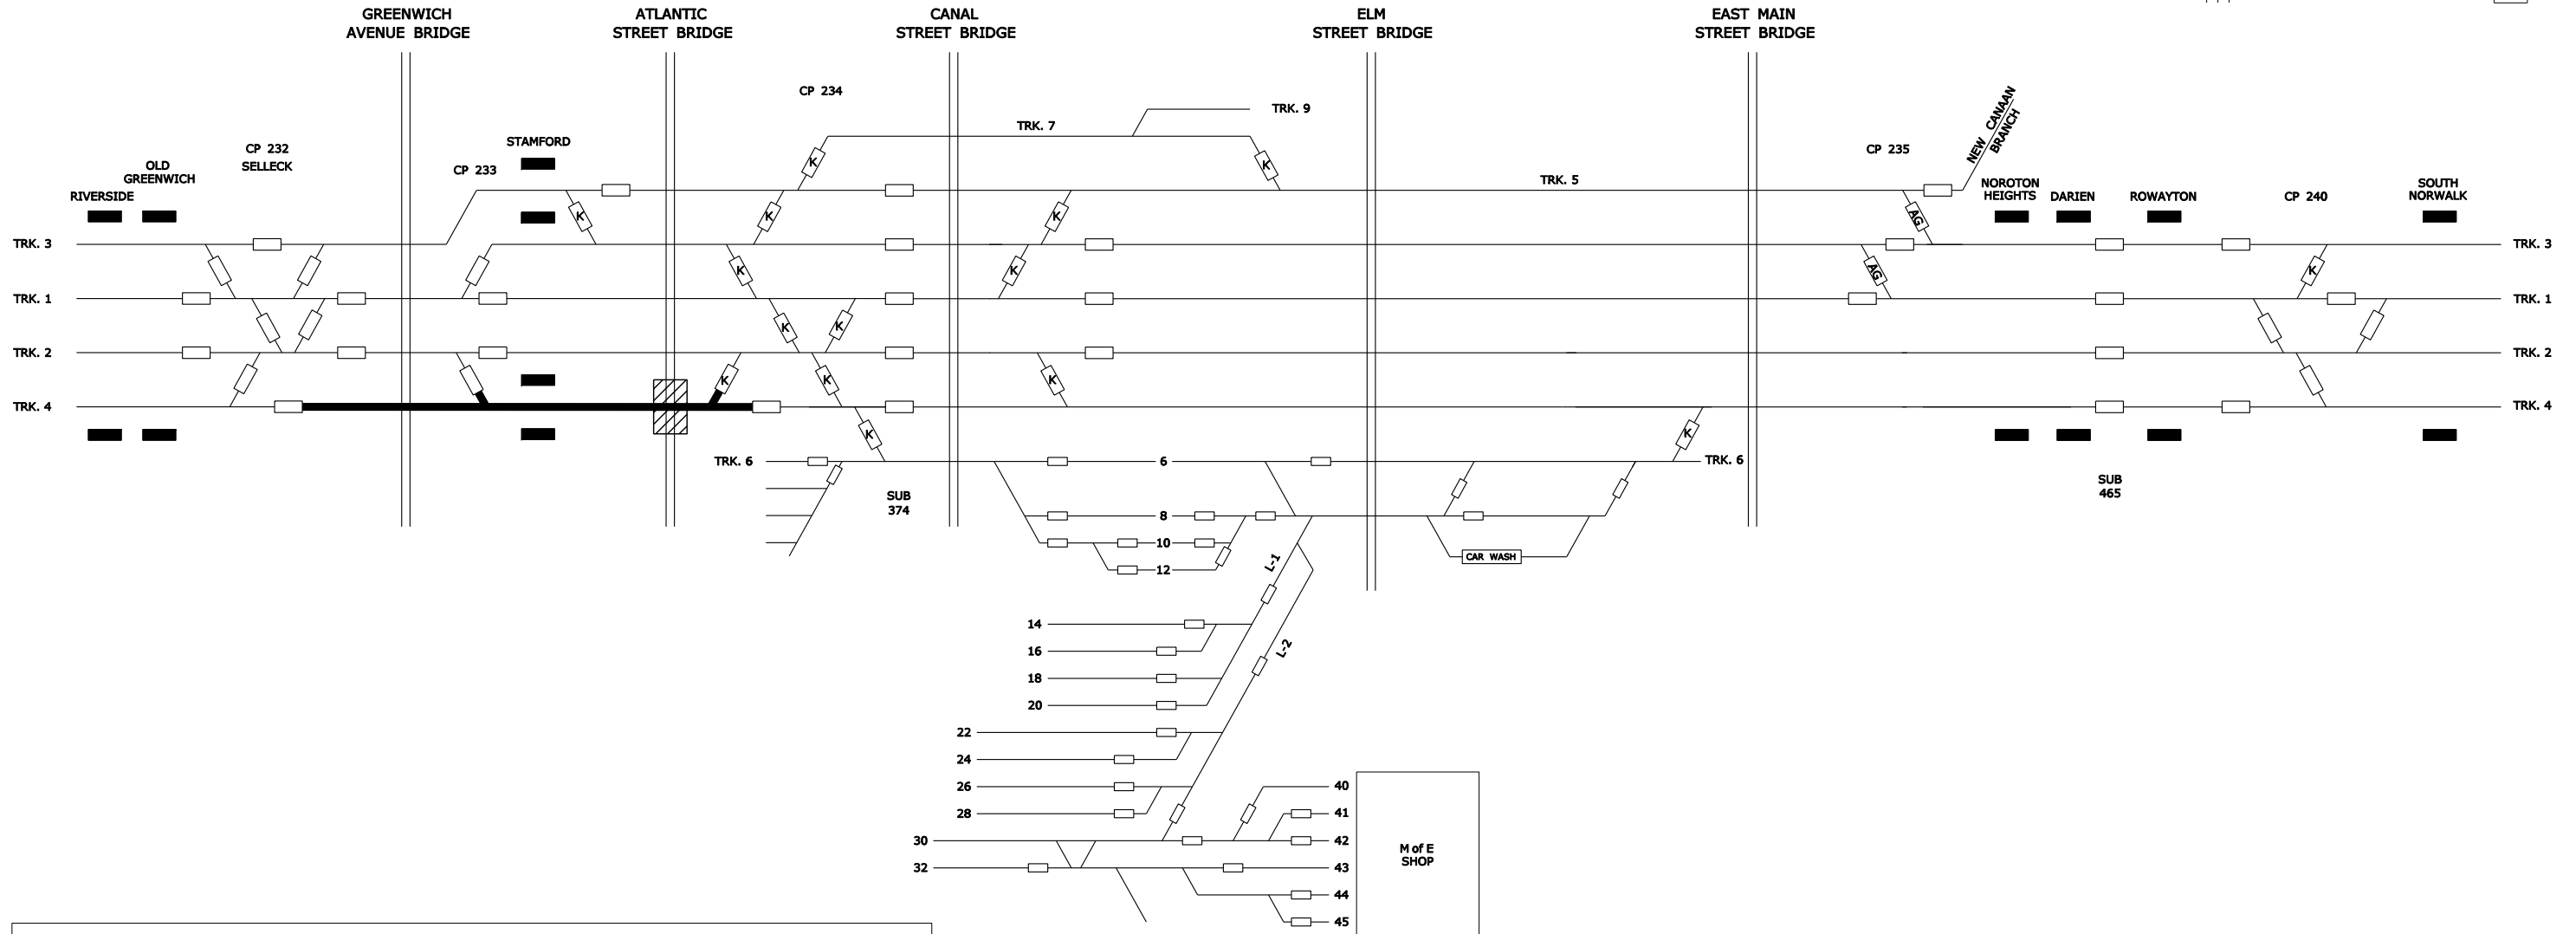 GREENWICH
AVENUE BRIDGE
ATLANTIC
STREET BRIDGE
CANAL
STREET BRIDGE
ELM
STREET BRIDGE
EAST MAIN
STREET BRIDGE
CP 234
TRK. 9
TRK. 7
NEW CANAAN
BRANCH
STAMFORD
CP 232
SELLECK
CP 235
OLD
GREENWICH
CP 233
K
K
TRK. 5
NOROTON
HEIGHTS
DARIEN
ROWAYTON
CP 240
SOUTH
NORWALK
RIVERSIDE
K
K
K
AG
TRK. 3
TRK. 3
K
K
AG
K
TRK. 1
TRK. 1
K
K
TRK. 2
TRK. 2
K
K
K
TRK. 4
TRK. 4
K
K
TRK. 6
6
TRK. 6
SUB
374
SUB
465
8
10
CAR WASH
12
L-1
14
L-2
16
18
20
22
24
26
40
28
41
30
42
M of E
SHOP
32
43
44
45